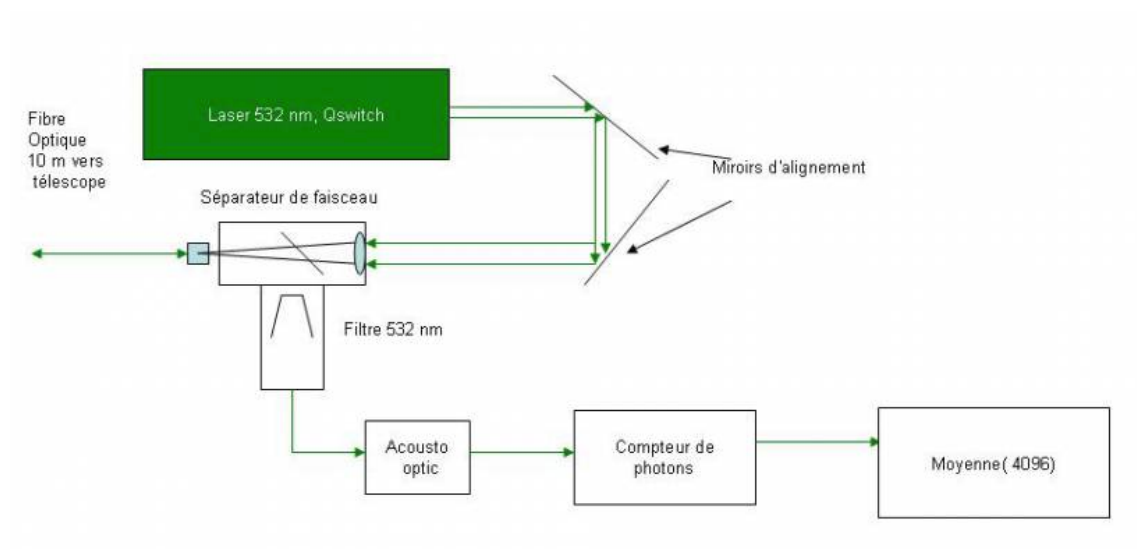 Laser 532 nm, Qswitch
Fibre
Optique
10 m vers
télescope
Miroirs d'alignement
Séparateur de faisceau
Filtre 532 nm
Acousto
optic
Compteur de
photons
Moyenne( 4096)